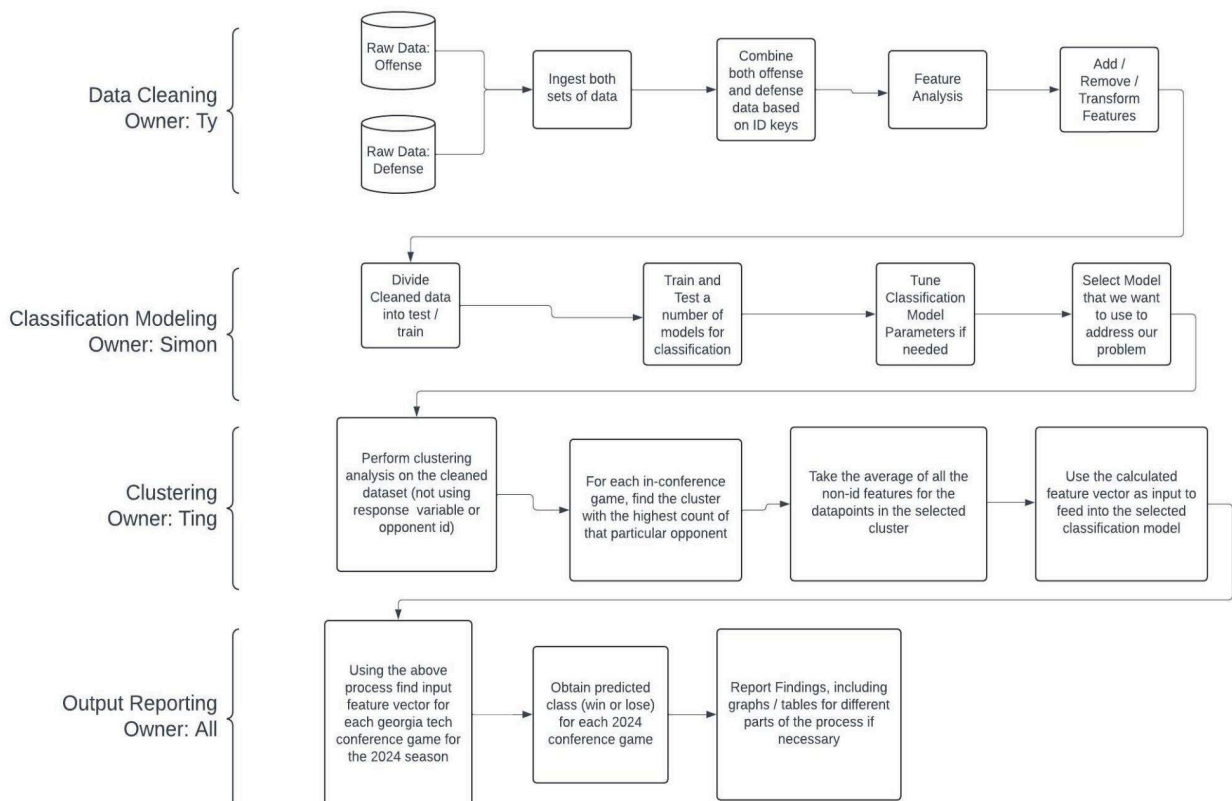 Data Cleaning
Owner: Ty
Raw Data:
Offense
Raw Data:
Defense
Ingest both
sets of data
Combine
both offense
and defense
data based
on ID keys
Feature
Analysis
Add /
Remove /
Transform
Features
Classification Modeling
Owner: Simon
Divide
Cleaned data
into test /
train
Train and
Test a
number of
models for
classification
Tune
Classification
Model
Parameters if
needed
Select Model
that we want
to use to
address our
problem
Clustering
Owner: Ting
Perform clustering
analysis on the cleaned
dataset (not using
response variable or
opponent id)
For each in-conference
game, find the cluster
with the highest count of
that particular opponent
Take the average of all the
non-id features for the
datapoints in the selected
cluster
Use the calculated
feature vector as input to
feed into the selected
classification model
Output Reporting
Owner: All
Using the above
process find input
feature vector for
each georgia tech
conference game for
the 2024 season
Obtain predicted
class (win or lose)
for each 2024
conference game
Report Findings, including
graphs / tables for different
parts of the process if
necessary